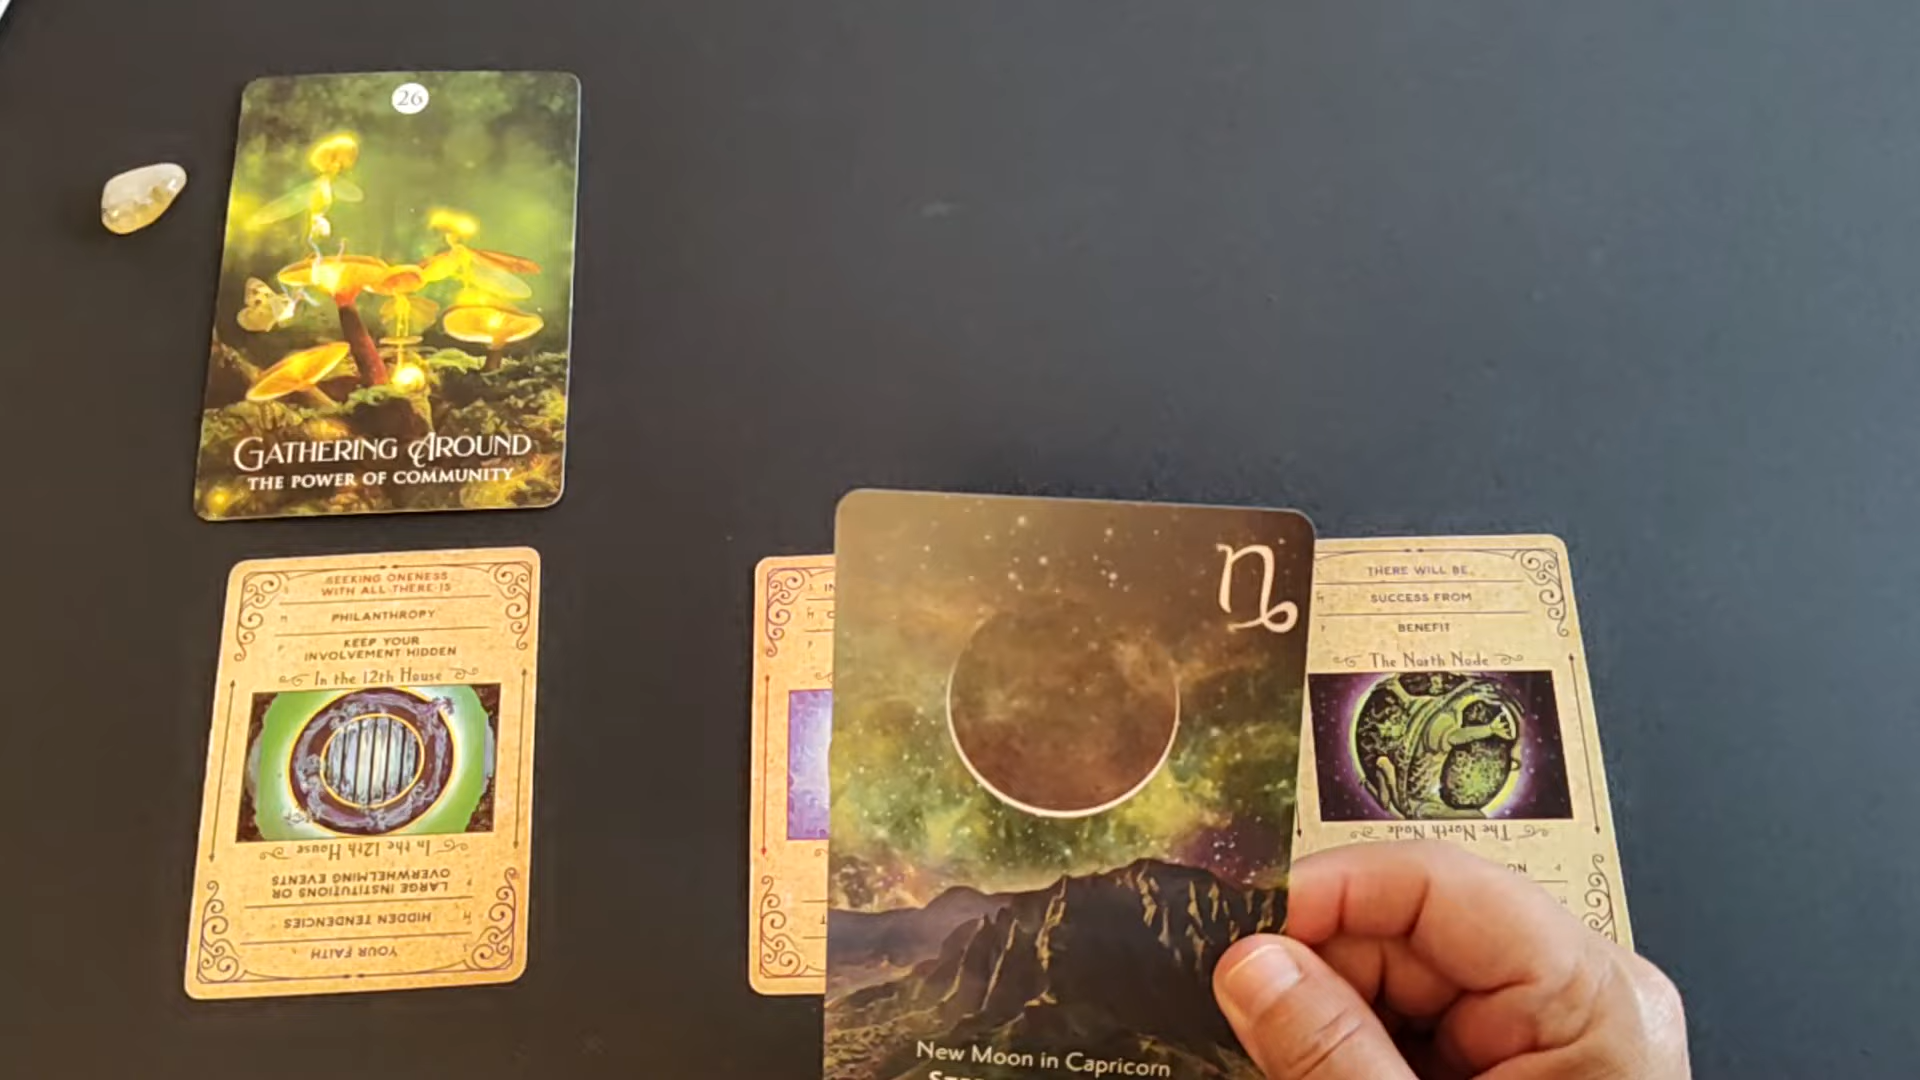 26
GATHERING AROUND
THE POWER OF COMMUNITY
SEEKING ONENESS
WITH ALL THERE IS
PHILANTHROPY
KEEP YOUR
INVOLVEMENT HIDDEN
In the 12th House
In the 12th House
LARGE INSTITUTIONS OR
OVERWHELMING EVENTS
HIDDEN TENDENCIES
YOUR FAITH
New Moon in Capricorn
THERE WILL BE
SUCCESS FROM
BENEFIT
The North Node
The North Node